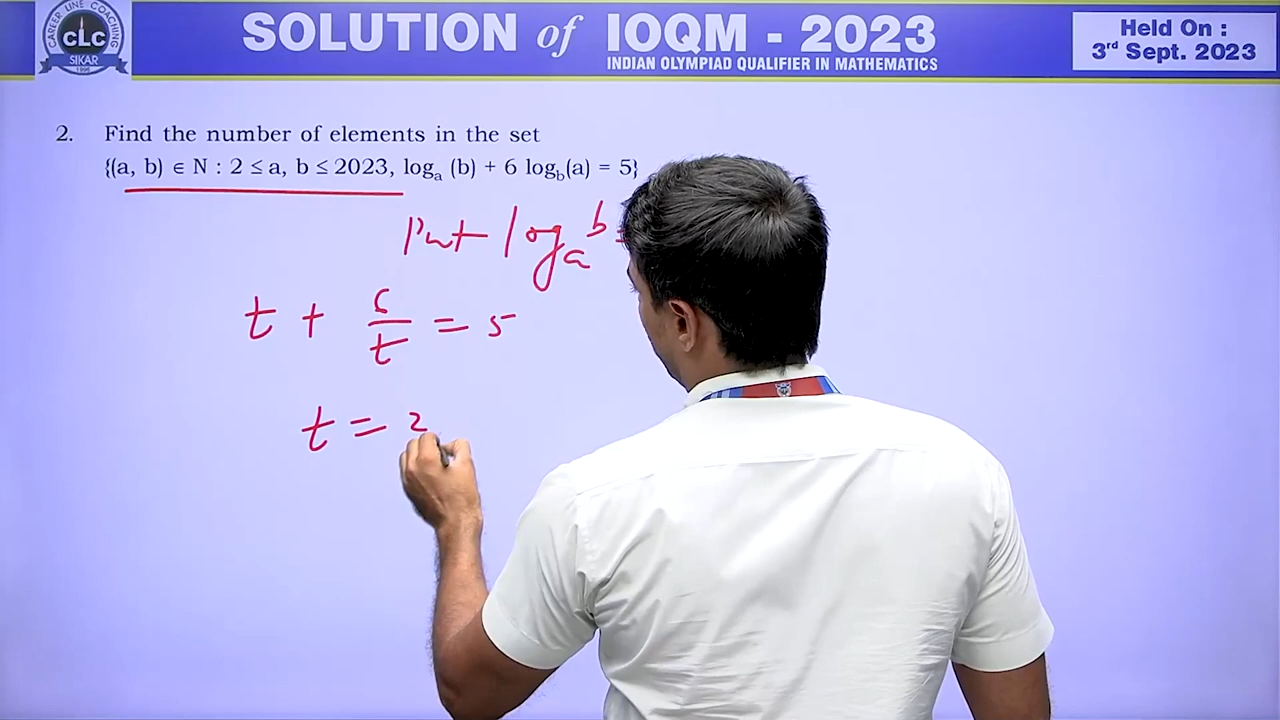 CAREER LINE COACHING
CLC
SIKAR
1996
SOLUTION of IOQM - 2023
INDIAN OLYMPIAD QUALIFIER IN MATHEMATICS
Held On :
3rd Sept. 2023
2. Find the number of elements in the set
{(a, b) ∈ N : 2 ≤ a, b ≤ 2023, logₐ (b) + 6 log_b(a) = 5}
Put logₐ b =
t + 6/t = 5
t = 2